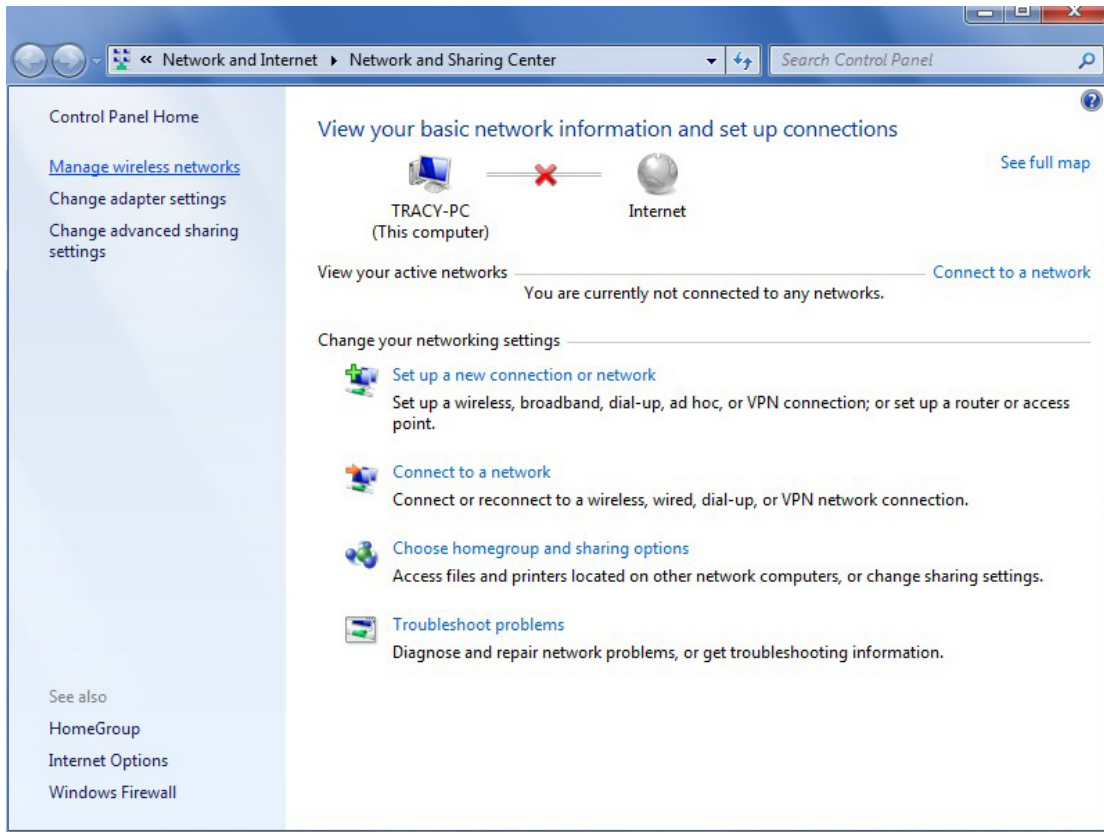 « Network and Internet ▸ Network and Sharing Center
Search Control Panel
Control Panel Home
Manage wireless networks
Change adapter settings
Change advanced sharing
settings
See also
HomeGroup
Internet Options
Windows Firewall
View your basic network information and set up connections
See full map
TRACY-PC
(This computer)
Internet
View your active networks
Connect to a network
You are currently not connected to any networks.
Change your networking settings
Set up a new connection or network
Set up a wireless, broadband, dial-up, ad hoc, or VPN connection; or set up a router or access
point.
Connect to a network
Connect or reconnect to a wireless, wired, dial-up, or VPN network connection.
Choose homegroup and sharing options
Access files and printers located on other network computers, or change sharing settings.
Troubleshoot problems
Diagnose and repair network problems, or get troubleshooting information.